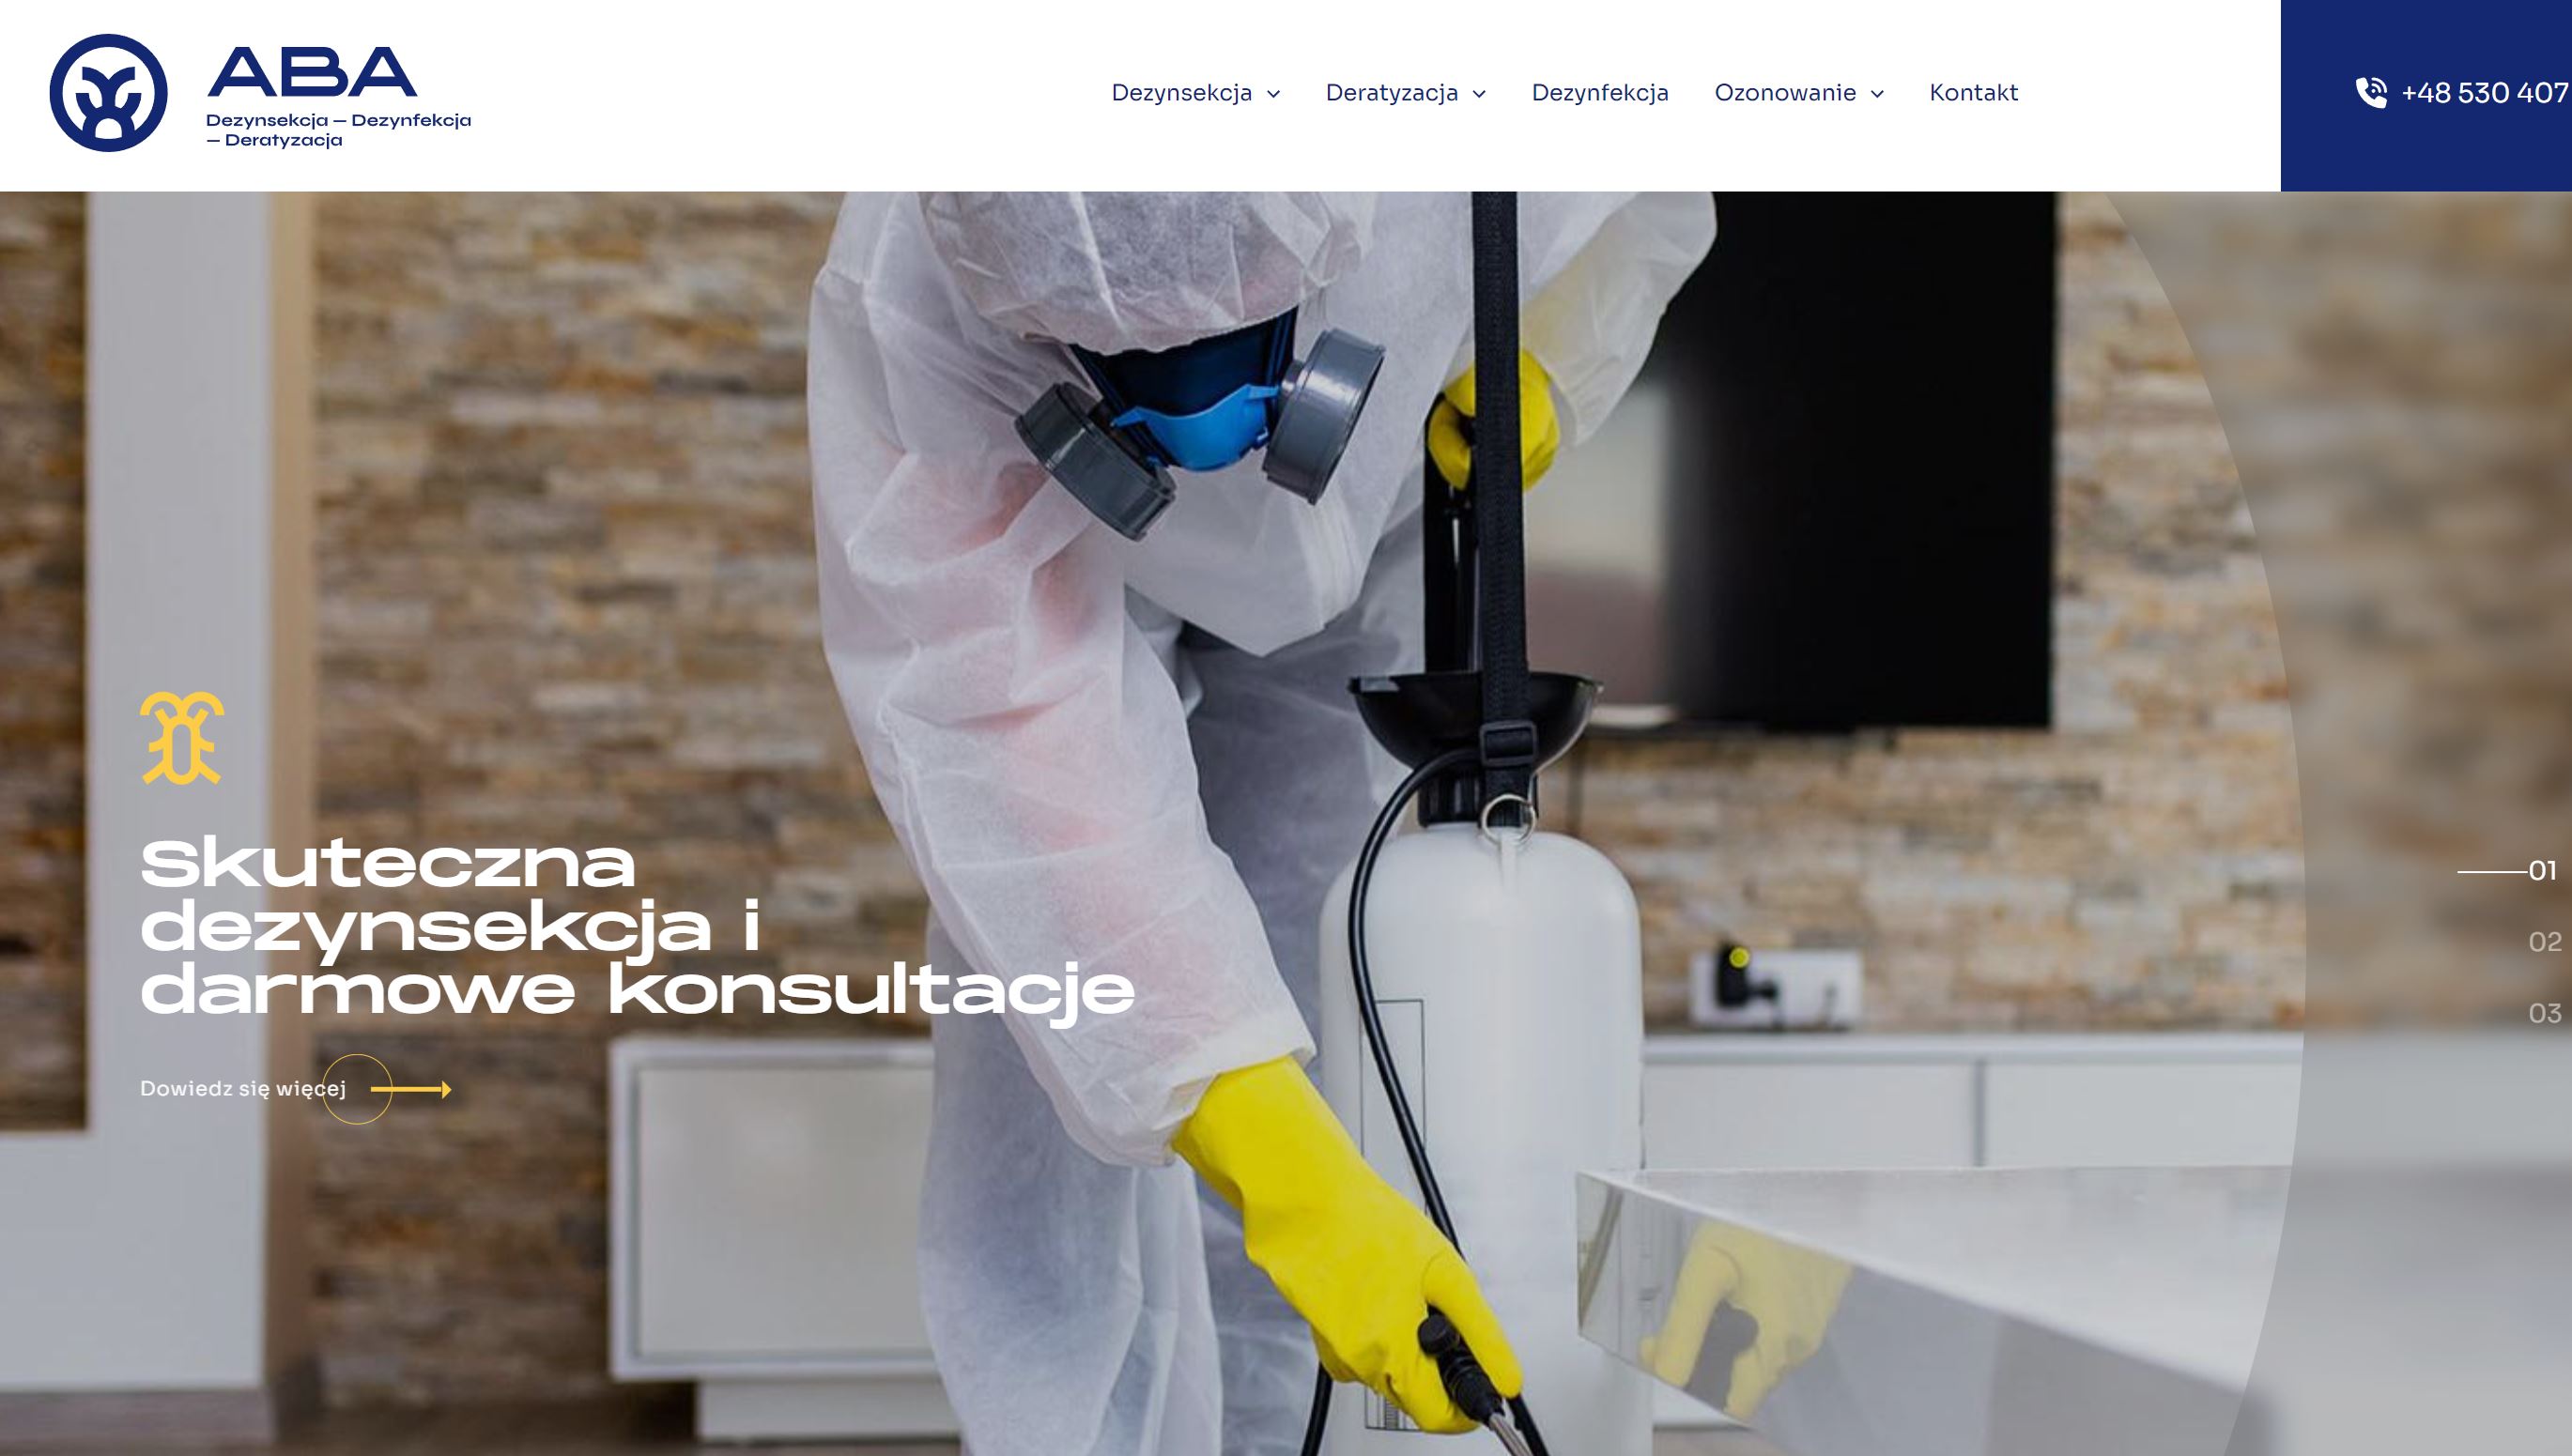 ABA
Dezynsekcja — Dezynfekcja
— Deratyzacja
Dezynsekcja
Deratyzacja
Dezynfekcja
Ozonowanie
Kontakt
+48 530 407
Skuteczna
dezynsekcja i
darmowe konsultacje
Dowiedz się więcej
01
02
03